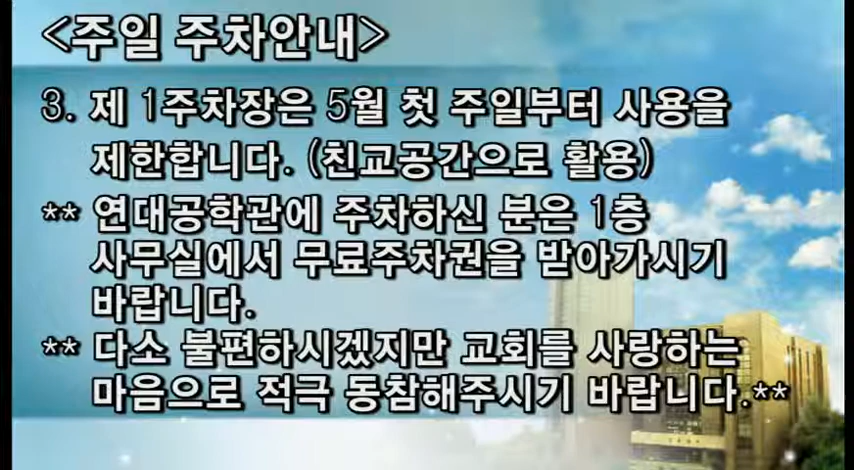 <주일 주차안내>
3. 제 1주차장은 5월 첫 주일부터 사용을
제한합니다. (친교공간으로 활용)
** 연대공학관에 주차하신 분은 1층
사무실에서 무료주차권을 받아가시기
바랍니다.
** 다소 불편하시겠지만 교회를 사랑하는
마음으로 적극 동참해주시기 바랍니다.**